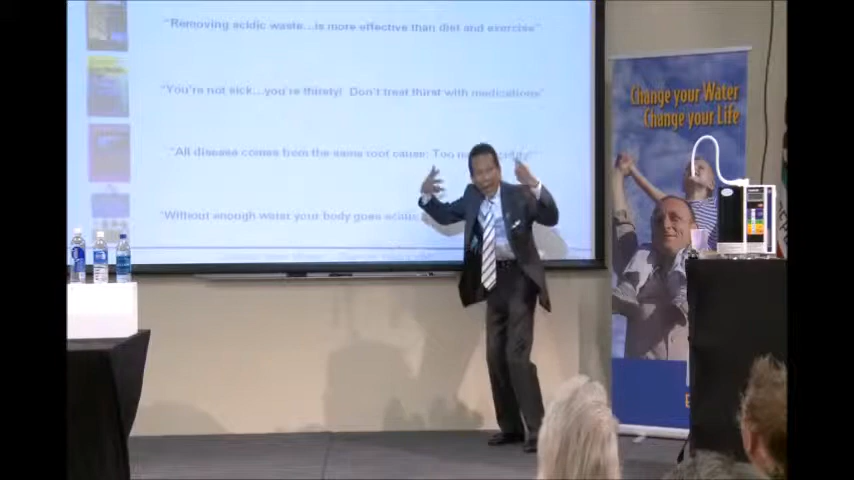 "Removing acidic waste...is more effective than diet and exercise"
"You're not sick...you're thirsty! Don't treat thirst with medications"
"All disease comes from the same root cause: Too
"Without enough water your body goes acidic
Change your Water
Change your Life